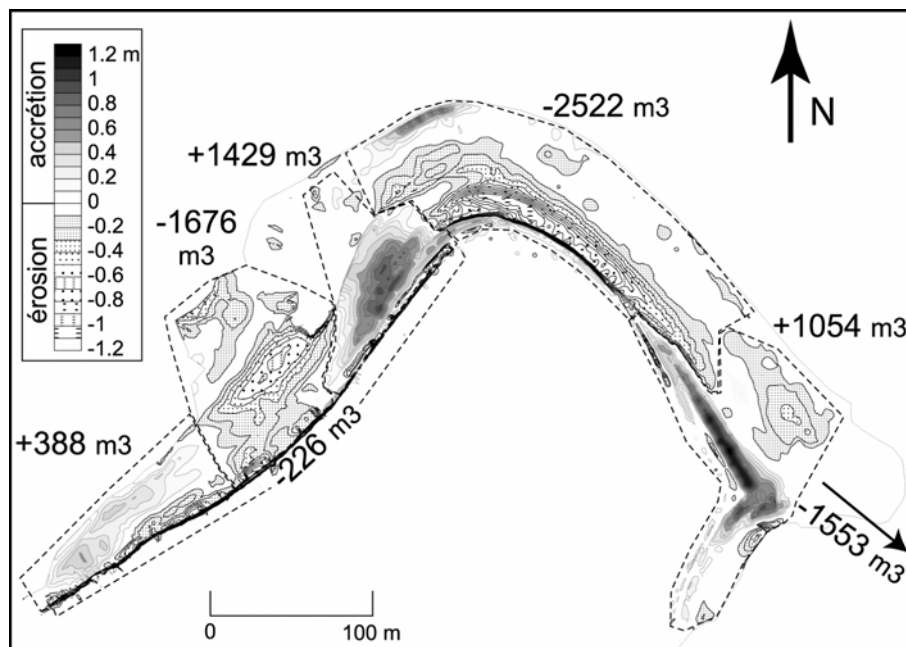 accrétion
érosion
1.2 m
1
0.8
0.6
0.4
0.2
0
-0.2
-0.4
-0.6
-0.8
-1
-1.2
N
-2522 m3
+1429 m3
-1676
m3
+1054 m3
+388 m3
-226 m3
-1553 m3
0 100 m